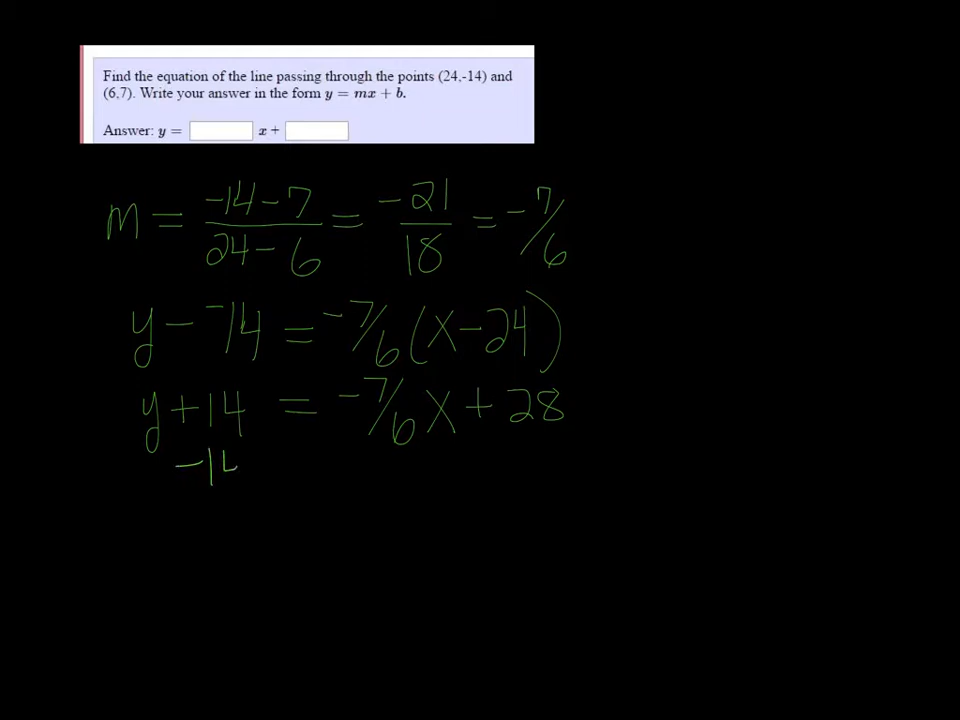 Find the equation of the line passing through the points (24,-14) and
(6,7). Write your answer in the form y = mx + b.
Answer: y = x +
m = -14-7/24-6 = -21/18 = -7/6
y - -14 = -7/6(x-24)
y+14 = -7/6x+28
-14